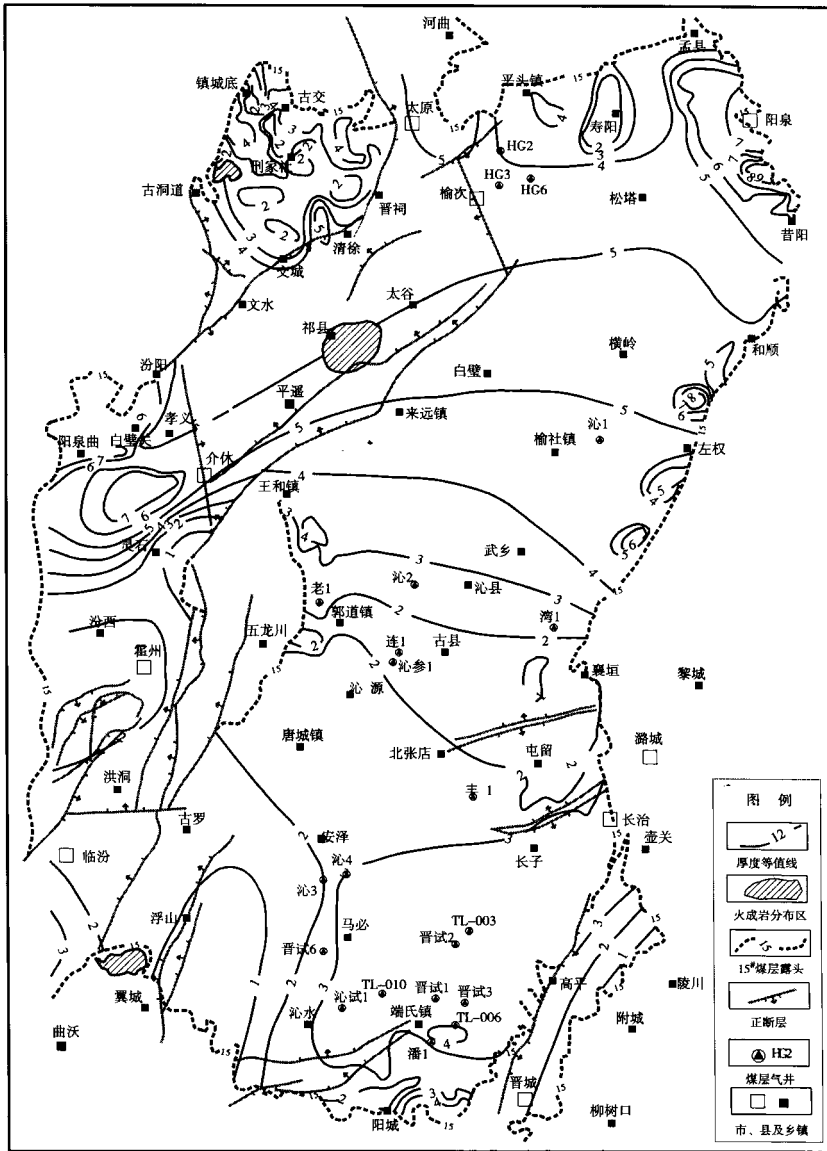 河曲
盂县
15
镇城底
古交
15
太原
平头镇
15
寿阳
阳泉
邢家社
HG2
HG3
HG6
古洞道
晋祠
榆次
松塔
昔阳
清徐
文城
文水
太谷
祁县
横岭
和顺
汾阳
白壁
平遥
来远镇
阳泉曲
白壁关
孝义
沁1
榆社镇
左权
介休
王和镇
灵石
武乡
沁2
沁县
老1
郭道镇
湾1
汾西
五龙川
连1
古县
霍州
沁参1
襄垣
黎城
沁源
唐城镇
北张店
屯留
潞城
洪洞
丰1
古罗
安泽
长治
壶关
临汾
沁4
长子
沁3
浮山
马必
TL-003
晋试2
晋试6
TL-010
晋试1
晋试3
高平
陵川
翼城
沁试1
沁水
端氏镇
TL-006
附城
曲沃
潘1
晋城
阳城
柳树口
图 例
12
厚度等值线
火成岩分布区
15
15#煤层露头
正断层
HG2
煤层气井
市、县及乡镇